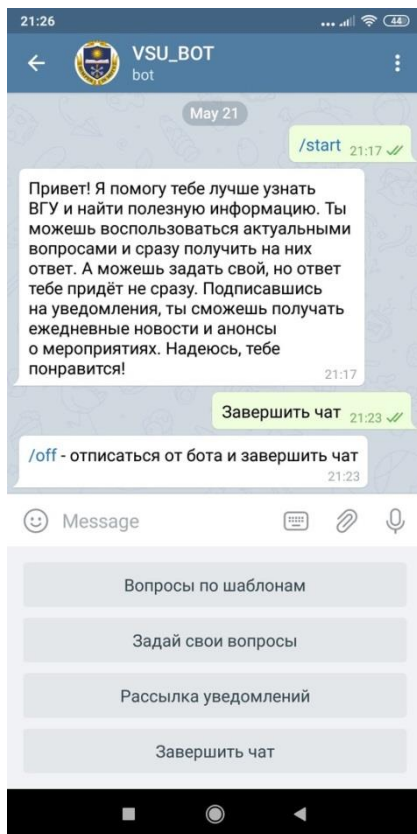 21:26
44
VSU_BOT
bot
May 21
/start 21:17
Привет! Я помогу тебе лучше узнать
ВГУ и найти полезную информацию. Ты
можешь воспользоваться актуальными
вопросами и сразу получить на них
ответ. А можешь задать свой, но ответ
тебе придёт не сразу. Подписавшись
на уведомления, ты сможешь получать
ежедневные новости и анонсы
о мероприятиях. Надеюсь, тебе
понравится!
21:17
Завершить чат 21:23
/off - отписаться от бота и завершить чат
21:23
Message
Вопросы по шаблонам
Задай свои вопросы
Рассылка уведомлений
Завершить чат